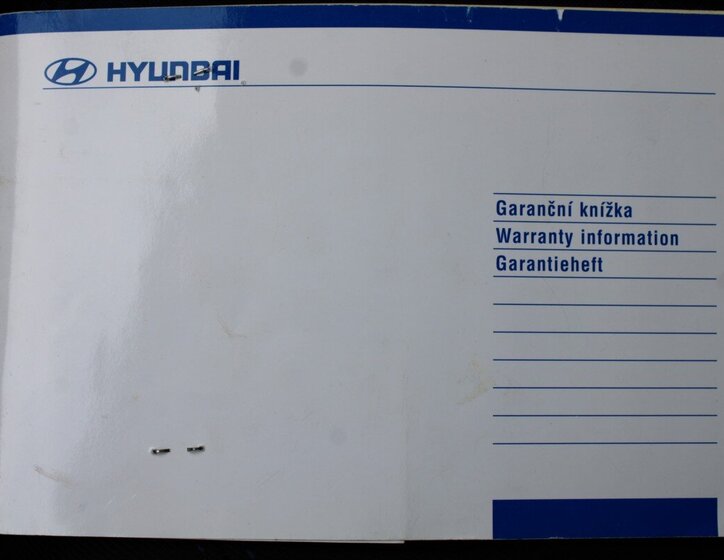 HYUNDAI
Garanční knížka
Warranty information
Garantieheft